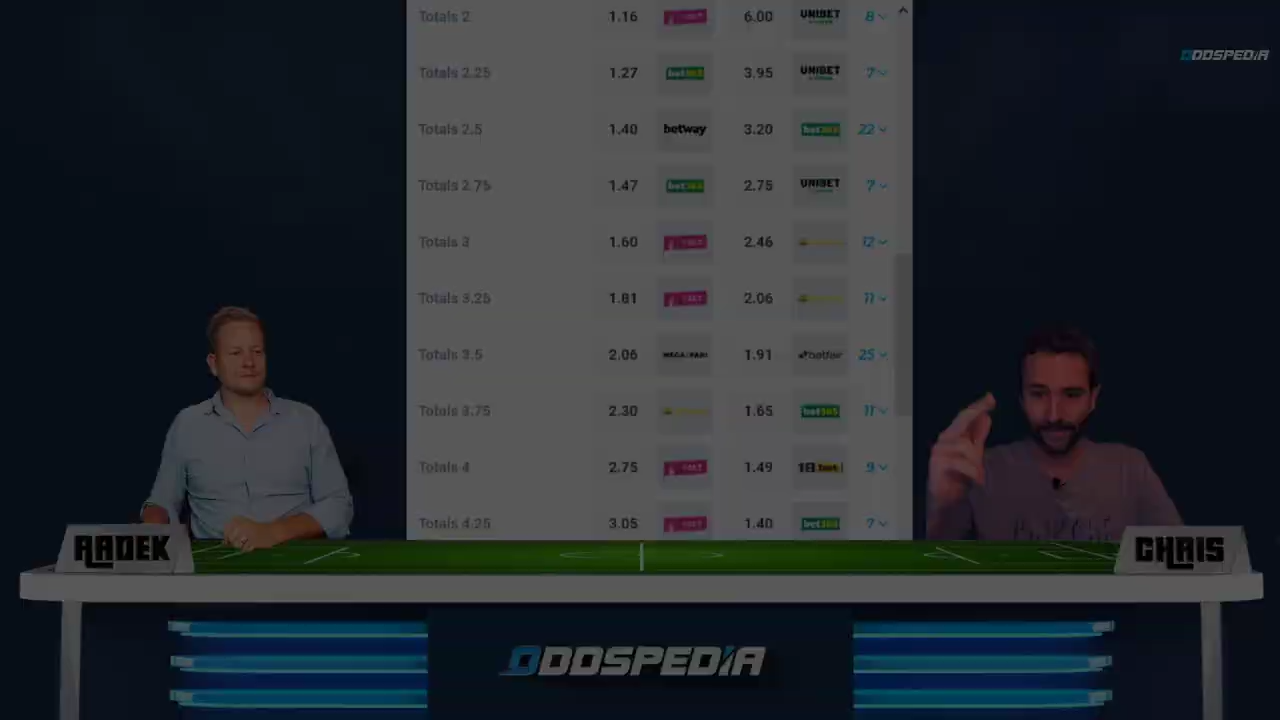 Totals 2 1.16 6.00 UNIBET 8
ODDSPEDIA
Totals 2.25 1.27 bet365 3.95 UNIBET 7
Totals 2.5 1.40 betway 3.20 bet365 22
Totals 2.75 1.47 bet365 2.75 UNIBET 7
Totals 3 1.60 2.46 12
Totals 3.25 1.81 2.06 11
Totals 3.5 2.06 MEGAPARI 1.91 betfair 25
Totals 3.75 2.30 1.65 bet365 11
Totals 4 2.75 1.49 18bet 9
Totals 4.25 3.05 1.40 bet365 7
RADEK
CHRIS
ODDSPEDIA